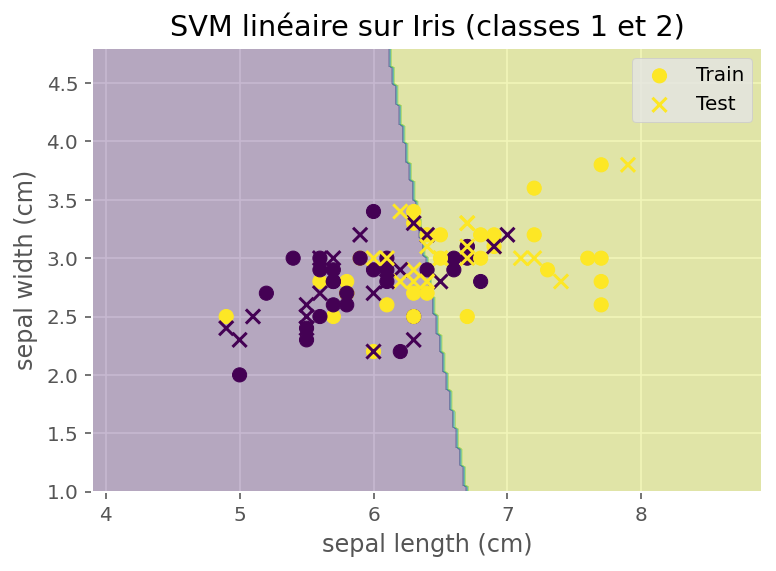 SVM linéaire sur Iris (classes 1 et 2)
Train
Test
4.5
4.0
3.5
3.0
2.5
2.0
1.5
1.0
sepal width (cm)
4 5 6 7 8
sepal length (cm)